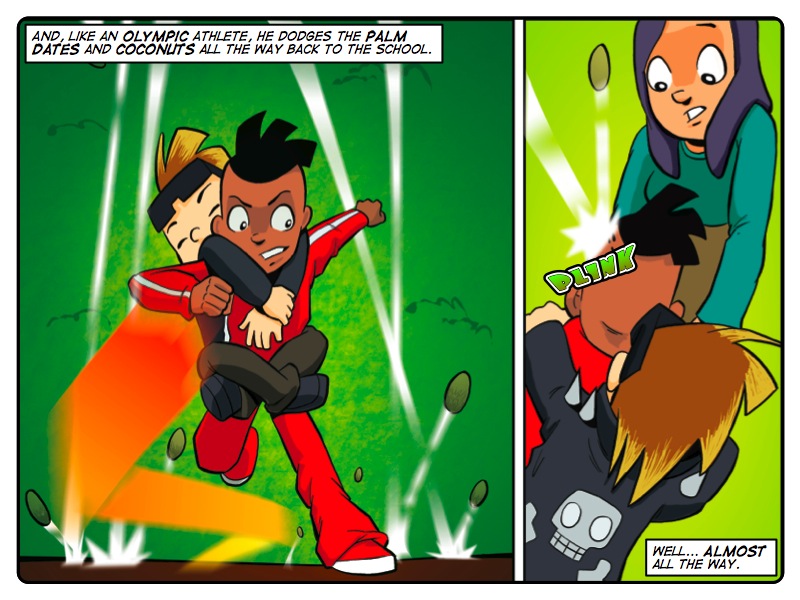 AND, LIKE AN OLYMPIC ATHLETE, HE DODGES THE PALM
DATES AND COCONUTS ALL THE WAY BACK TO THE SCHOOL.
PLINK
WELL... ALMOST
ALL THE WAY.